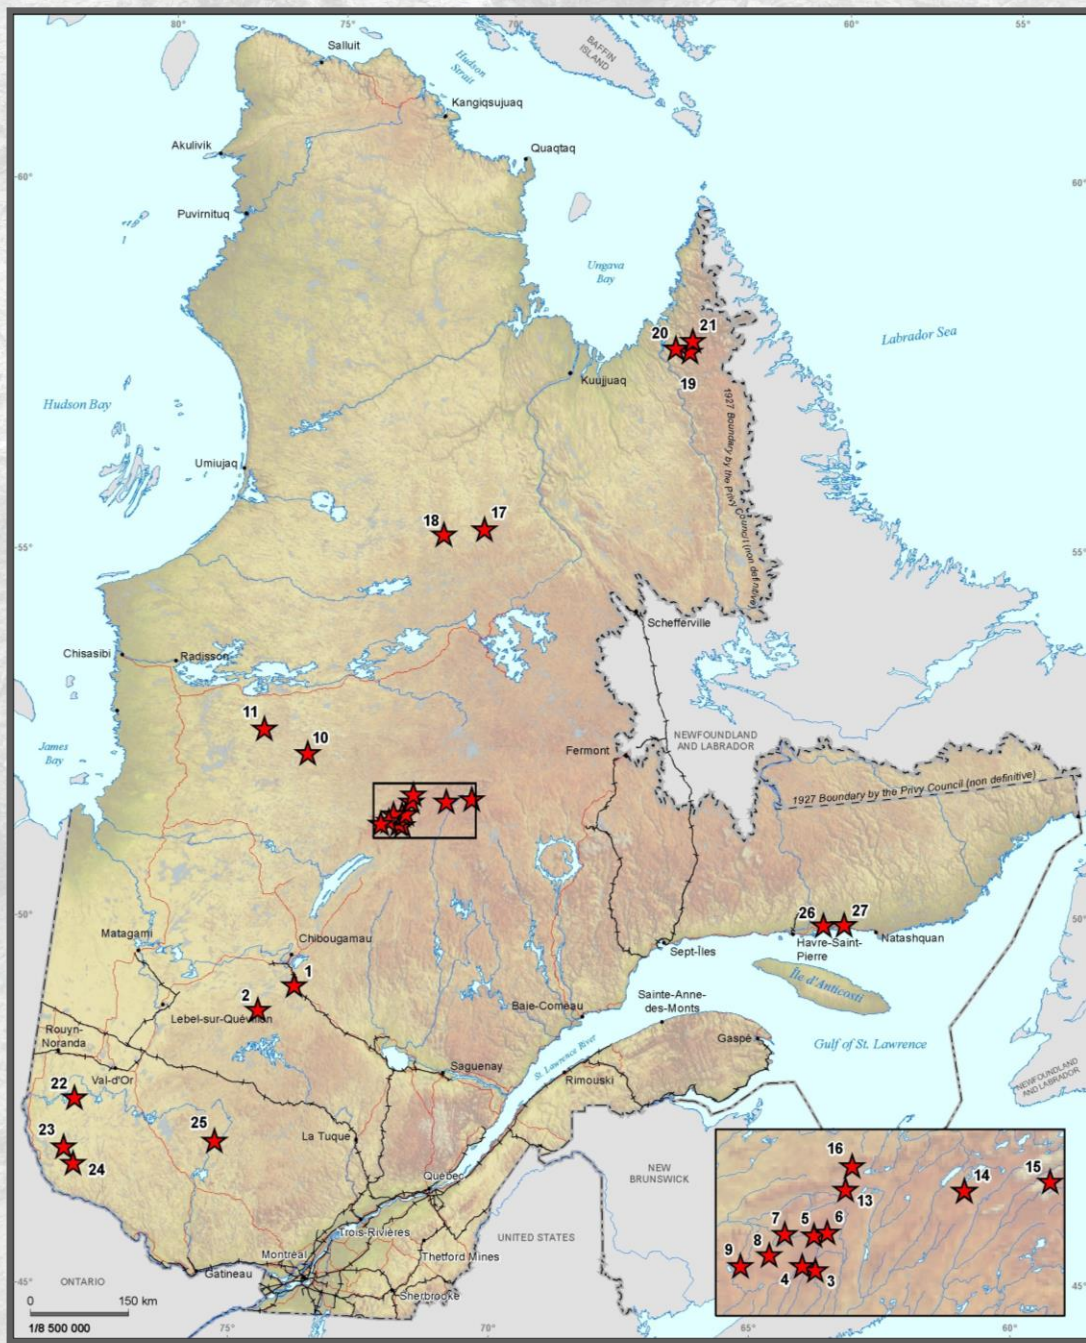 80°
75°
70°
60°
55°
Salluit
Hudson
Strait
BAFFIN
ISLAND
Kangiqsujuaq
Akulivik
Quaqtaq
60°
60°
Puvirnituq
Ungava
Bay
Labrador Sea
21
20
19
Kuujjuaq
Hudson Bay
1927 Boundary by the Privy Council (non definitive)
Umiujaq
18
17
55°
55°
Schefferville
Chisasibi
Radisson
11
10
NEWFOUNDLAND
AND LABRADOR
Fermont
James
Bay
1927 Boundary by the Privy Council (non definitive)
50°
50°
26
27
Matagami
Chibougamau
Havre-Saint-
Pierre
Natashquan
Sept-Îles
1
2
Île d'Anticosti
Lebel-sur-Quévillon
Baie-Comeau
Sainte-Anne-
des-Monts
Rouyn-
Noranda
Gaspé
Gulf of St. Lawrence
St. Lawrence River
Val-d'Or
Saguenay
Rimouski
NEWFOUNDLAND
AND LABRADOR
22
23
24
25
La Tuque
Québec
NEW
BRUNSWICK
16
13
14
15
7
5
6
9
8
4
3
Trois-Rivières
UNITED STATES
Montréal
Thetford Mines
Gatineau
ONTARIO
Sherbrooke
45°
45°
0
150 km
1/8 500 000
75°
70°
65°
60°